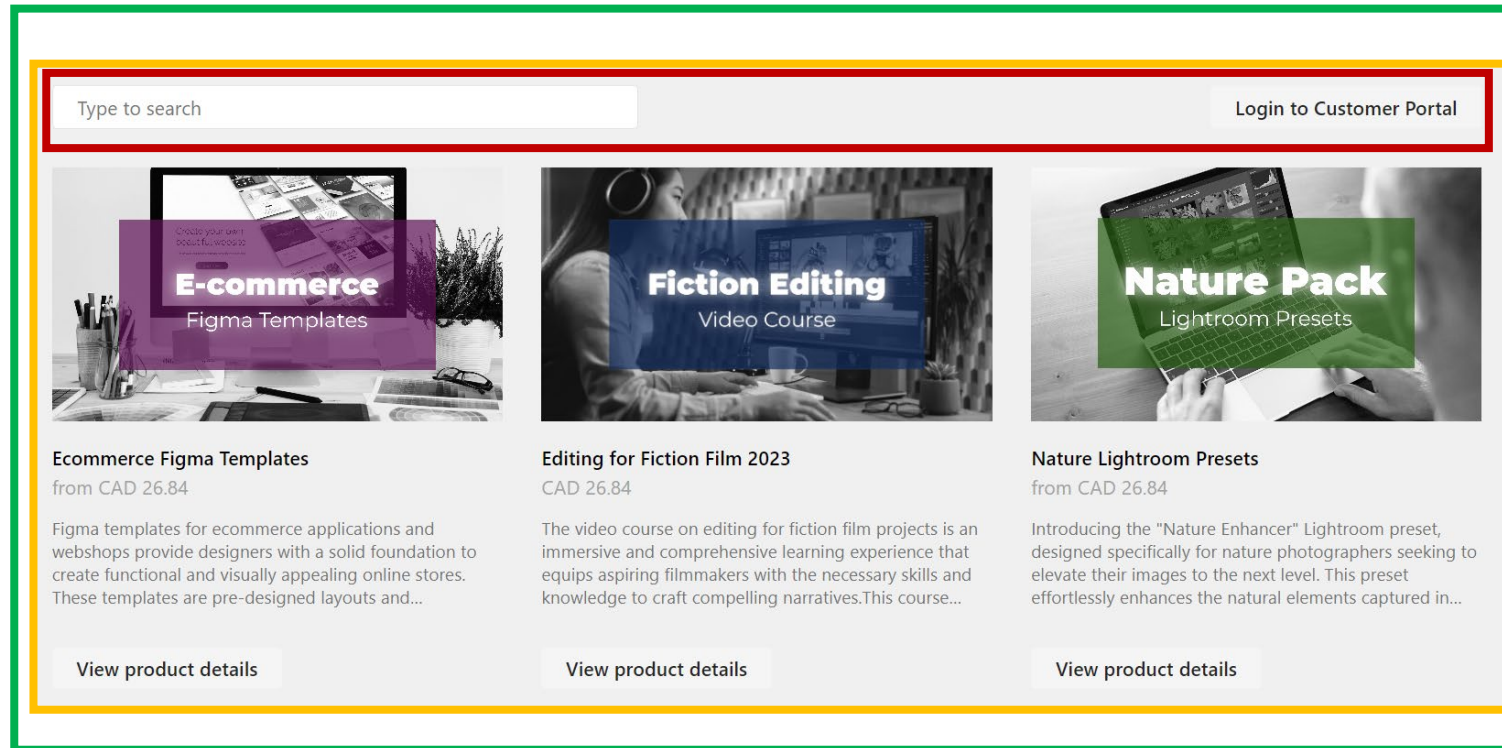 Type to search
Login to Customer Portal
Create your own
beautiful website
E-commerce
Figma Templates
Fiction Editing
Video Course
Nature Pack
Lightroom Presets
Ecommerce Figma Templates
from CAD 26.84
Figma templates for ecommerce applications and
webshops provide designers with a solid foundation to
create functional and visually appealing online stores.
These templates are pre-designed layouts and...
View product details
Editing for Fiction Film 2023
CAD 26.84
The video course on editing for fiction film projects is an
immersive and comprehensive learning experience that
equips aspiring filmmakers with the necessary skills and
knowledge to craft compelling narratives.This course...
View product details
Nature Lightroom Presets
from CAD 26.84
Introducing the "Nature Enhancer" Lightroom preset,
designed specifically for nature photographers seeking to
elevate their images to the next level. This preset
effortlessly enhances the natural elements captured in...
View product details